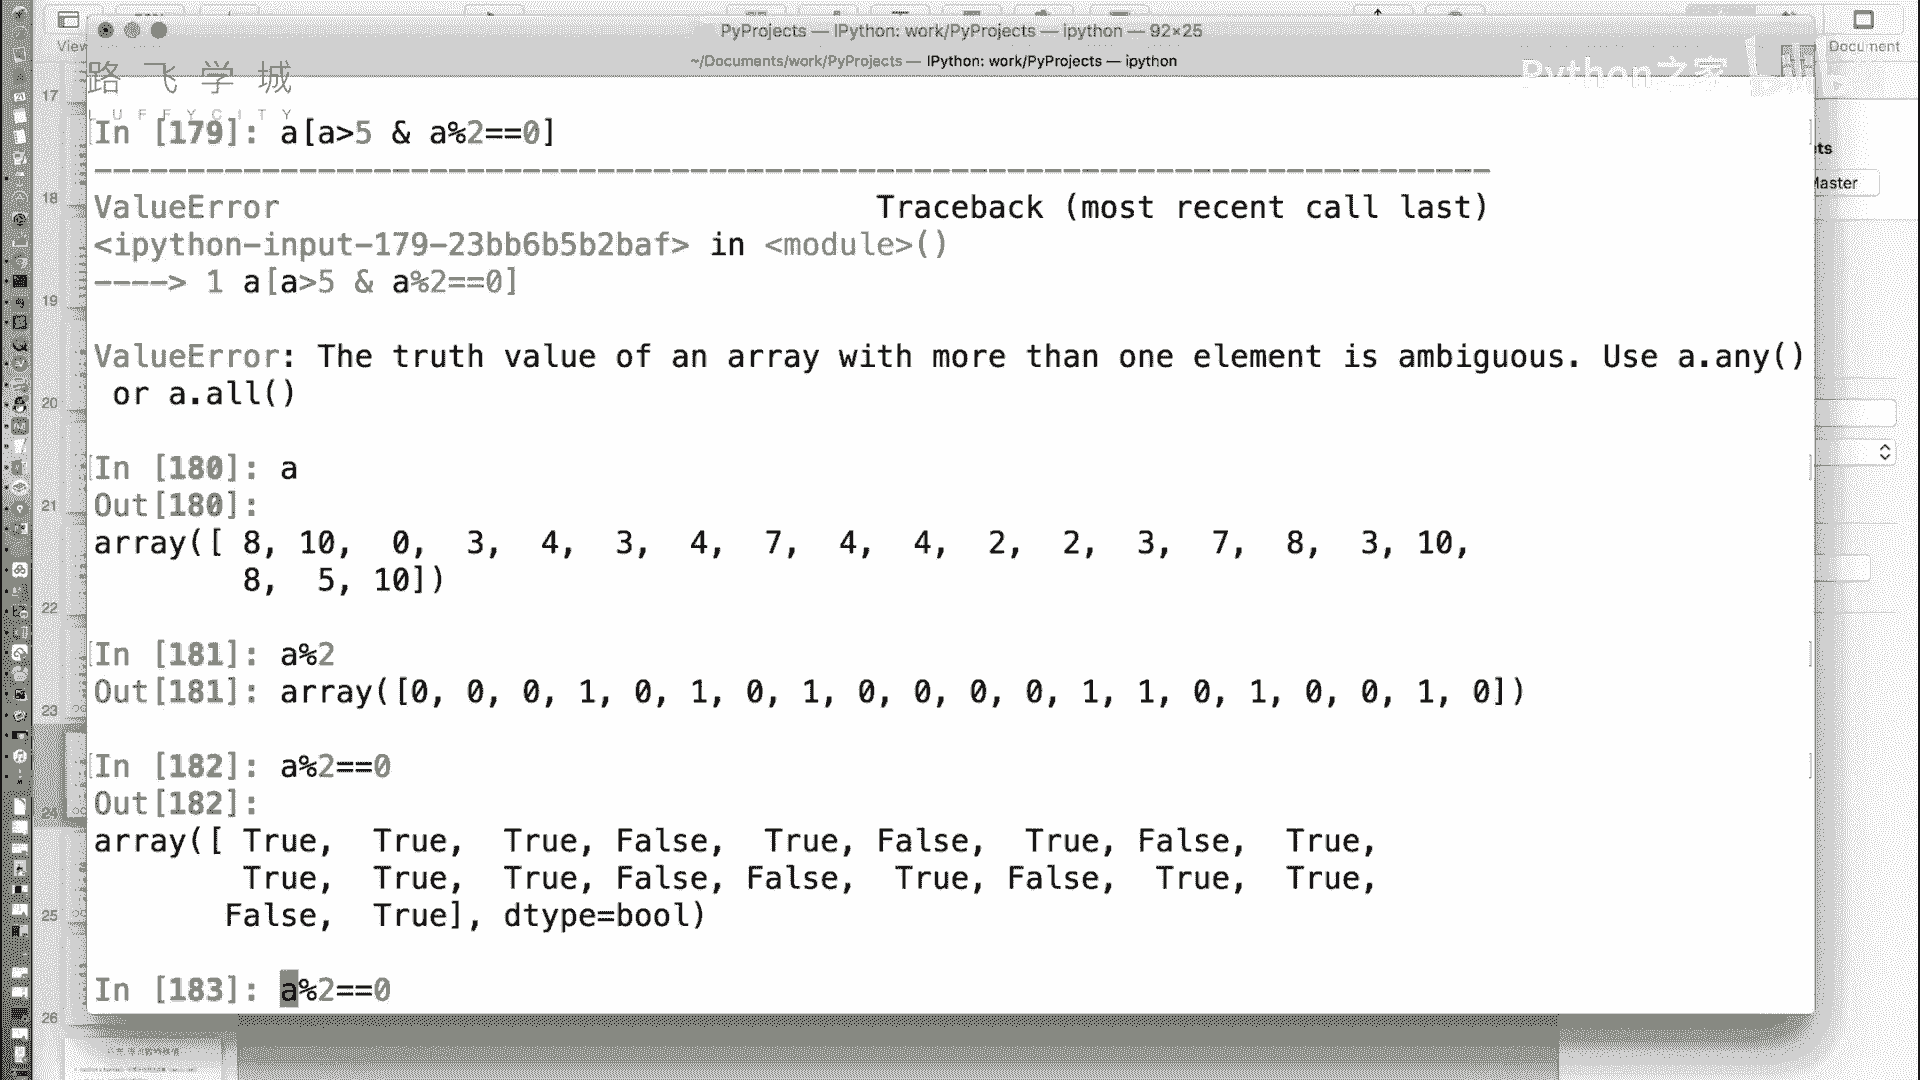 PyProjects — IPython: work/PyProjects — ipython — 92×25
~/Documents/work/PyProjects — IPython: work/PyProjects — ipython
View
Document
路飞学城
LUFFYCITY
Python之家
17
In [179]: a[a>5 & a%2==0]
ts
Master
18
ValueError Traceback (most recent call last)
<ipython-input-179-23bb6b5b2baf> in <module>()
----> 1 a[a>5 & a%2==0]
19
ValueError: The truth value of an array with more than one element is ambiguous. Use a.any()
or a.all()
20
In [180]: a
Out[180]:
21
array([ 8, 10, 0, 3, 4, 3, 4, 7, 4, 4, 2, 2, 3, 7, 8, 3, 10,
8, 5, 10])
22
In [181]: a%2
Out[181]: array([0, 0, 0, 1, 0, 1, 0, 1, 0, 0, 0, 0, 1, 1, 0, 1, 0, 0, 1, 0])
23
In [182]: a%2==0
Out[182]:
24
array([ True, True, True, False, True, False, True, False, True,
True, True, True, False, False, True, False, True, True,
False, True], dtype=bool)
25
In [183]: a%2==0
26